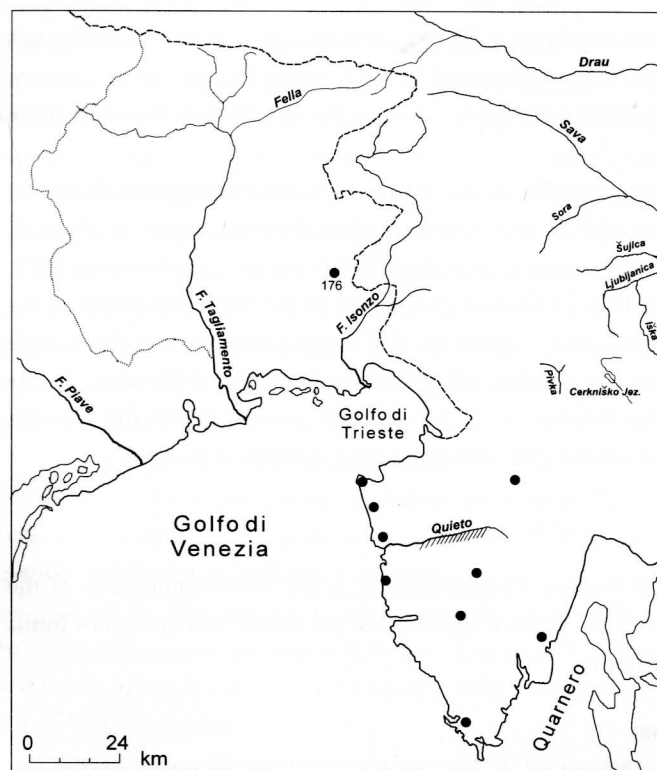 Drau
Fella
Sava
Sora
Šujica
Ljubljanica
Iška
176
F. Isonzo
F. Tagliamento
F. Piave
Pivka
Cerkniško Jez.
Golfo di
Trieste
Golfo di
Venezia
Quieto
Quarnero
0 24
km